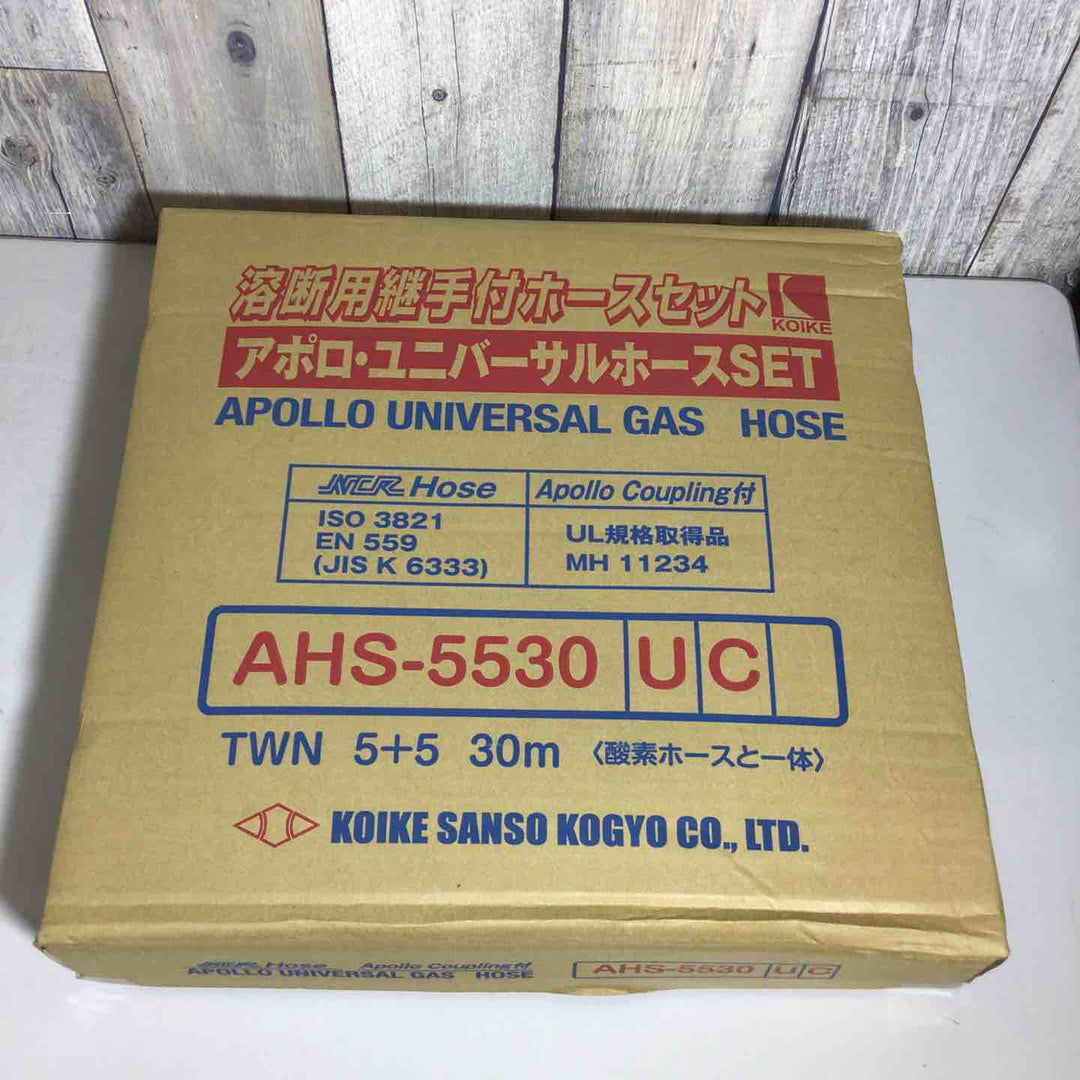 溶断用継手付ホースセット
KOIKE
アポロ・ユニバーサルホースSET
APOLLO UNIVERSAL GAS HOSE
NCR Hose
Apollo Coupling付
ISO 3821
EN 559
(JIS K 6333)
UL規格取得品
MH 11234
AHS-5530 U C
TWN 5+5 30m 〈酸素ホースと一体〉
KOIKE SANSO KOGYO CO., LTD.
NCR Hose Apollo Coupling付
APOLLO UNIVERSAL GAS HOSE
AHS-5530 U C